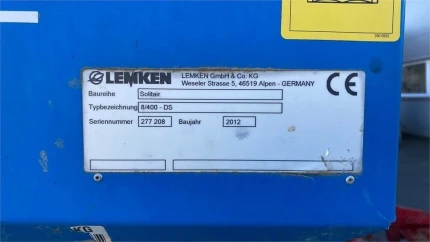 LEMKEN
LEMKEN GmbH & Co. KG
Weseler Strasse 5, 46519 Alpen - GERMANY
CE
Baureihe Solitair
Typbezeichnung 8/400 - DS
Seriennummer 277 208 Baujahr 2012
KG